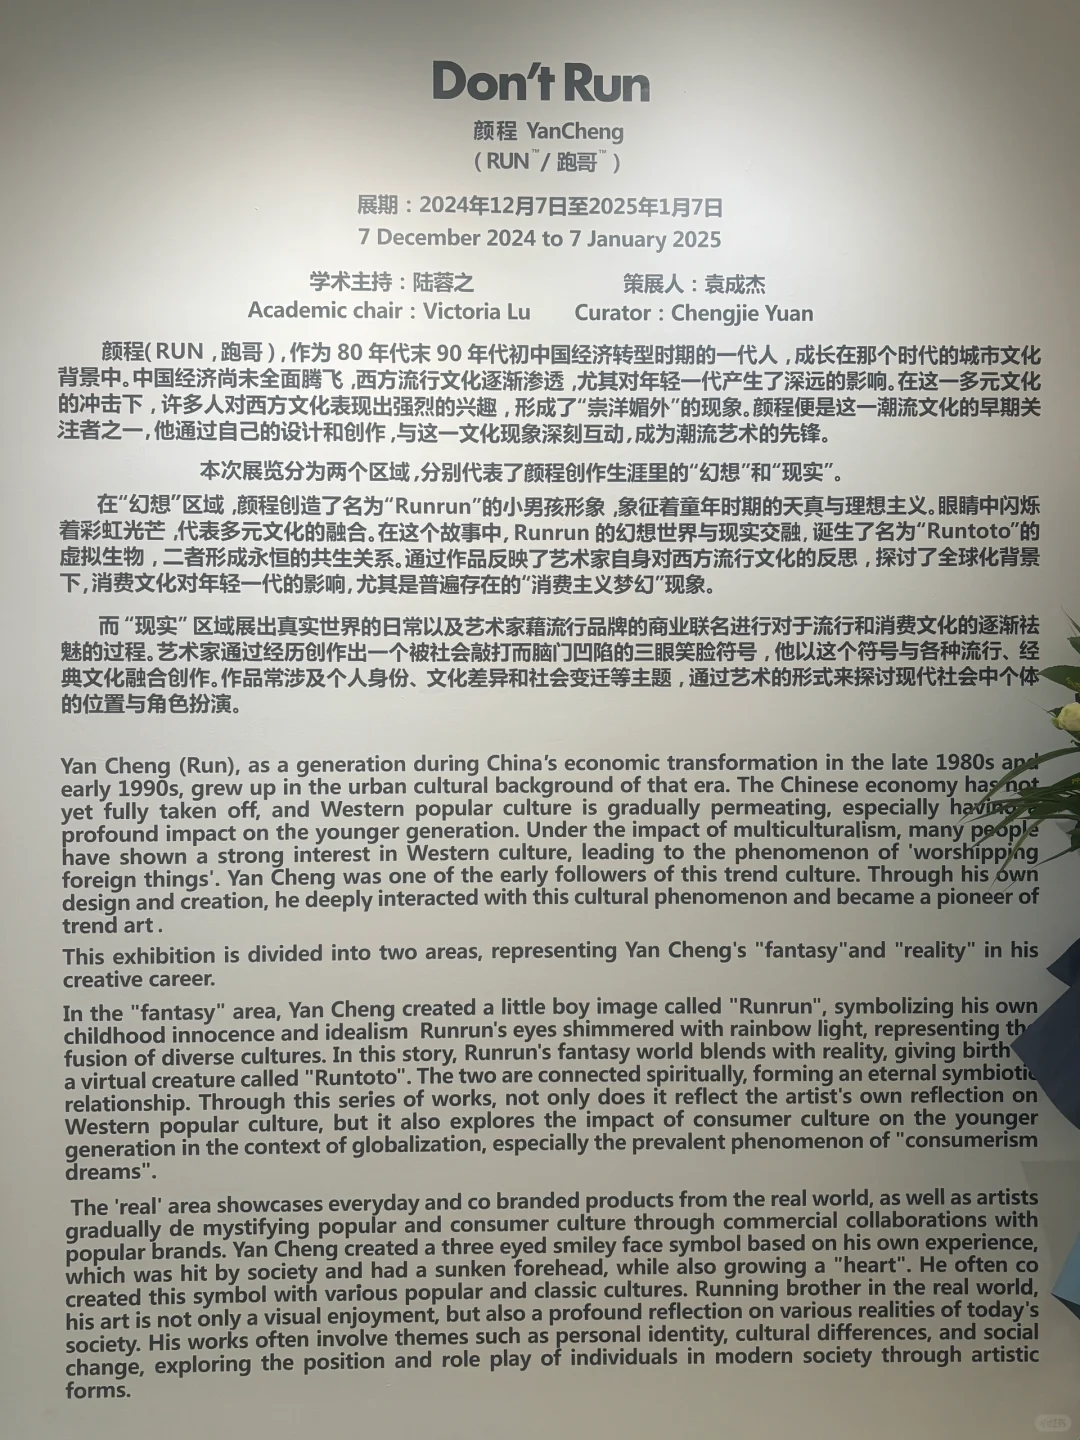 Don't Run
颜程 YanCheng
(RUN™/ 跑哥™)
展期：2024年12月7日至2025年1月7日
7 December 2024 to 7 January 2025
学术主持：陆蓉之
策展人：袁成杰
Academic chair : Victoria Lu
Curator : Chengjie Yuan
颜程(RUN ,跑哥),作为 80 年代末 90 年代初中国经济转型时期的一代人，成长在那个时代的城市文化
背景中。中国经济尚未全面腾飞，西方流行文化逐渐渗透，尤其对年轻一代产生了深远的影响。在这一多元文化
的冲击下，许多人对西方文化表现出强烈的兴趣，形成了“崇洋媚外”的现象。颜程便是这一潮流文化的早期关
注者之一，他通过自己的设计和创作，与这一文化现象深刻互动，成为潮流艺术的先锋。
本次展览分为两个区域，分别代表了颜程创作生涯里的“幻想”和“现实”。
在“幻想”区域，颜程创造了名为“Runrun”的小男孩形象，象征着童年时期的天真与理想主义。眼睛中闪烁
着彩虹光芒，代表多元文化的融合。在这个故事中，Runrun 的幻想世界与现实交融，诞生了名为“Runtoto”的
虚拟生物，二者形成永恒的共生关系。通过作品反映了艺术家自身对西方流行文化的反思，探讨了全球化背景
下，消费文化对年轻一代的影响，尤其是普遍存在的“消费主义梦幻”现象。
而 “现实” 区域展出真实世界的日常以及艺术家藉流行品牌的商业联名进行对于流行和消费文化的逐渐祛
魅的过程。艺术家通过经历创作出一个被社会敲打而脑门凹陷的三眼笑脸符号，他以这个符号与各种流行、经
典文化融合创作。作品常涉及个人身份、文化差异和社会变迁等主题，通过艺术的形式来探讨现代社会中个体
的位置与角色扮演。
Yan Cheng (Run), as a generation during China's economic transformation in the late 1980s and
early 1990s, grew up in the urban cultural background of that era. The Chinese economy has not
yet fully taken off, and Western popular culture is gradually permeating, especially having a
profound impact on the younger generation. Under the impact of multiculturalism, many people
have shown a strong interest in Western culture, leading to the phenomenon of 'worshipping
foreign things'. Yan Cheng was one of the early followers of this trend culture. Through his own
design and creation, he deeply interacted with this cultural phenomenon and became a pioneer of
trend art .
This exhibition is divided into two areas, representing Yan Cheng's "fantasy"and "reality" in his
creative career.
In the "fantasy" area, Yan Cheng created a little boy image called "Runrun", symbolizing his own
childhood innocence and idealism Runrun's eyes shimmered with rainbow light, representing the
fusion of diverse cultures. In this story, Runrun's fantasy world blends with reality, giving birth
a virtual creature called "Runtoto". The two are connected spiritually, forming an eternal symbiotic
relationship. Through this series of works, not only does it reflect the artist's own reflection on
Western popular culture, but it also explores the impact of consumer culture on the younger
generation in the context of globalization, especially the prevalent phenomenon of "consumerism
dreams".
The 'real' area showcases everyday and co branded products from the real world, as well as artists
gradually de mystifying popular and consumer culture through commercial collaborations with
popular brands. Yan Cheng created a three eyed smiley face symbol based on his own experience,
which was hit by society and had a sunken forehead, while also growing a "heart". He often co
created this symbol with various popular and classic cultures. Running brother in the real world,
his art is not only a visual enjoyment, but also a profound reflection on various realities of today's
society. His works often involve themes such as personal identity, cultural differences, and social
change, exploring the position and role play of individuals in modern society through artistic
forms.